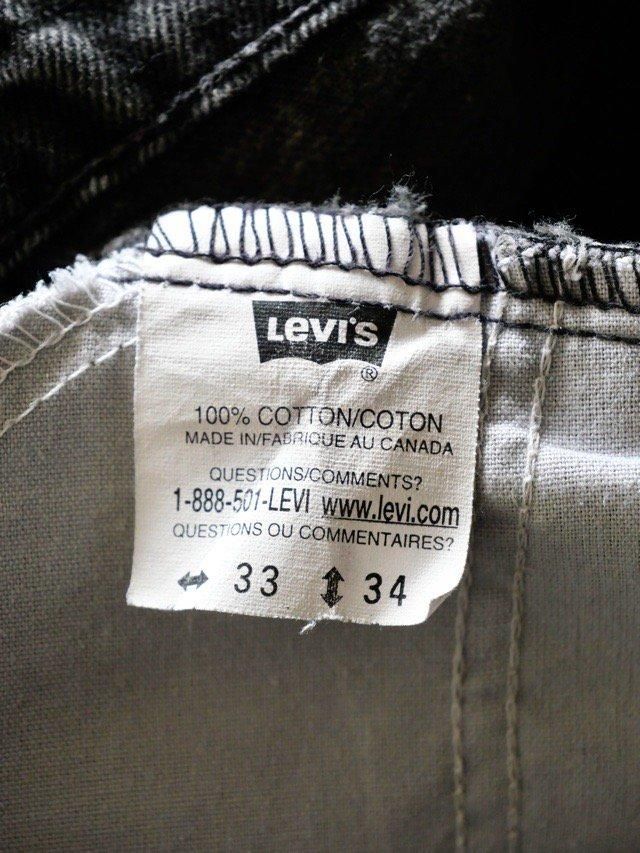 LEVI'S
®
100% COTTON/COTON
MADE IN/FABRIQUE AU CANADA
QUESTIONS/COMMENTS?
1-888-501-LEVI www.levi.com
QUESTIONS OU COMMENTAIRES?
↔ 33 ↕ 34